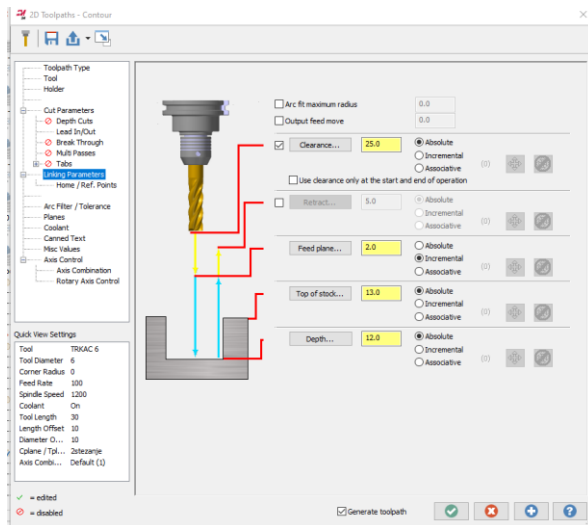 2D Toolpaths - Contour
Toolpath Type
Tool
Holder
Cut Parameters
Depth Cuts
Lead In/Out
Break Through
Multi Passes
Tabs
Linking Parameters
Home / Ref. Points
Arc Filter / Tolerance
Planes
Coolant
Canned Text
Misc Values
Axis Control
Axis Combination
Rotary Axis Control
Quick View Settings
Tool TRKAC 6
Tool Diameter 6
Corner Radius 0
Feed Rate 100
Spindle Speed 1200
Coolant On
Tool Length 30
Length Offset 10
Diameter O... 10
Cplane / Tpl... 2stezanje
Axis Combi... Default (1)
= edited
= disabled
Arc fit maximum radius 0.0
Output feed move 0.0
Clearance... 25.0 Absolute
Incremental
Associative (0)
Use clearance only at the start and end of operation
Retract... 5.0 Absolute
Incremental
Associative
Feed plane... 2.0 Absolute
Incremental
Associative (0)
Top of stock... 13.0 Absolute
Incremental
Associative (0)
Depth... 12.0 Absolute
Incremental
Associative (0)
Generate toolpath